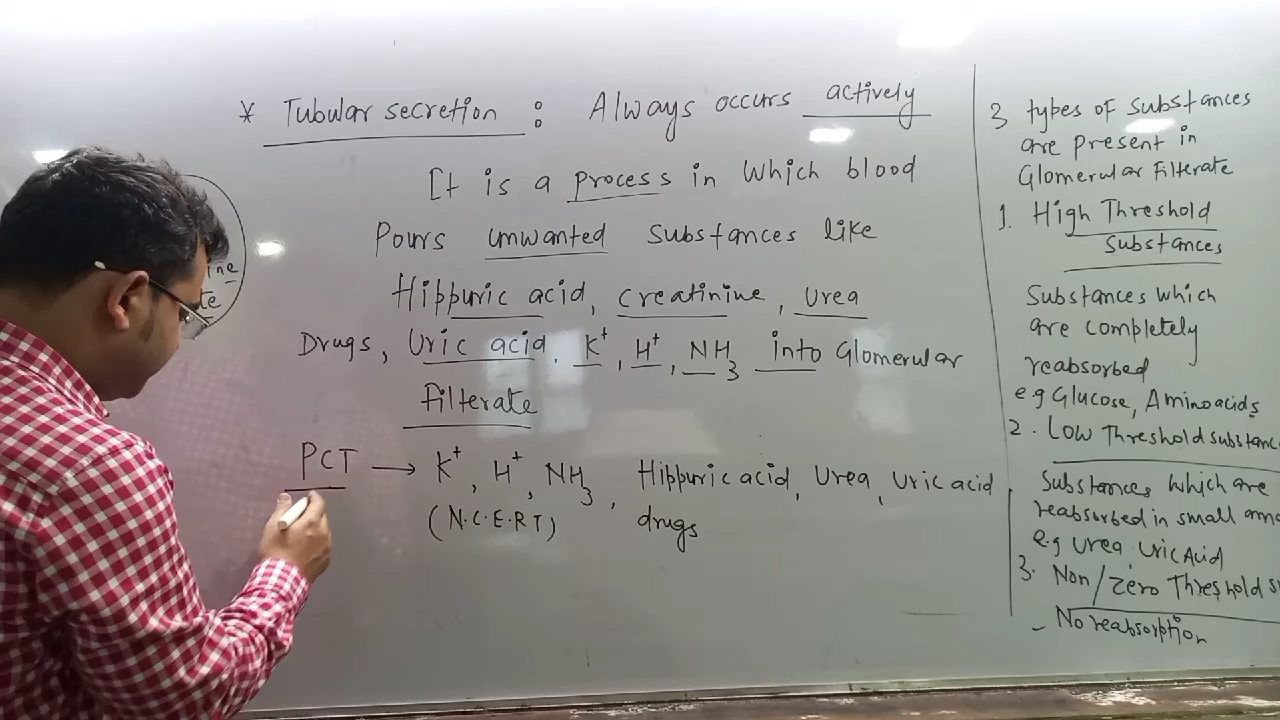 * Tubular secretion : Always occurs actively
It is a process in which blood
Pours unwanted substances like
Hippuric acid, creatinine, urea
Drugs, Uric acid, K+, H+, NH3 into Glomerular
filterate
PCT → K+, H+, NH3, Hippuric acid, Urea, Uric acid
(N.C.E.R.T) drugs
3 types of substances
are present in
Glomerular Filterate
1. High Threshold
Substances
Substances which
are completely
reabsorbed
e.g Glucose, Aminoacids
2. Low Threshold
Substances which are
reabsorbed in small
e.g Urea, Uric Acid
3. Non/Zero Threshold
- No reabsorption